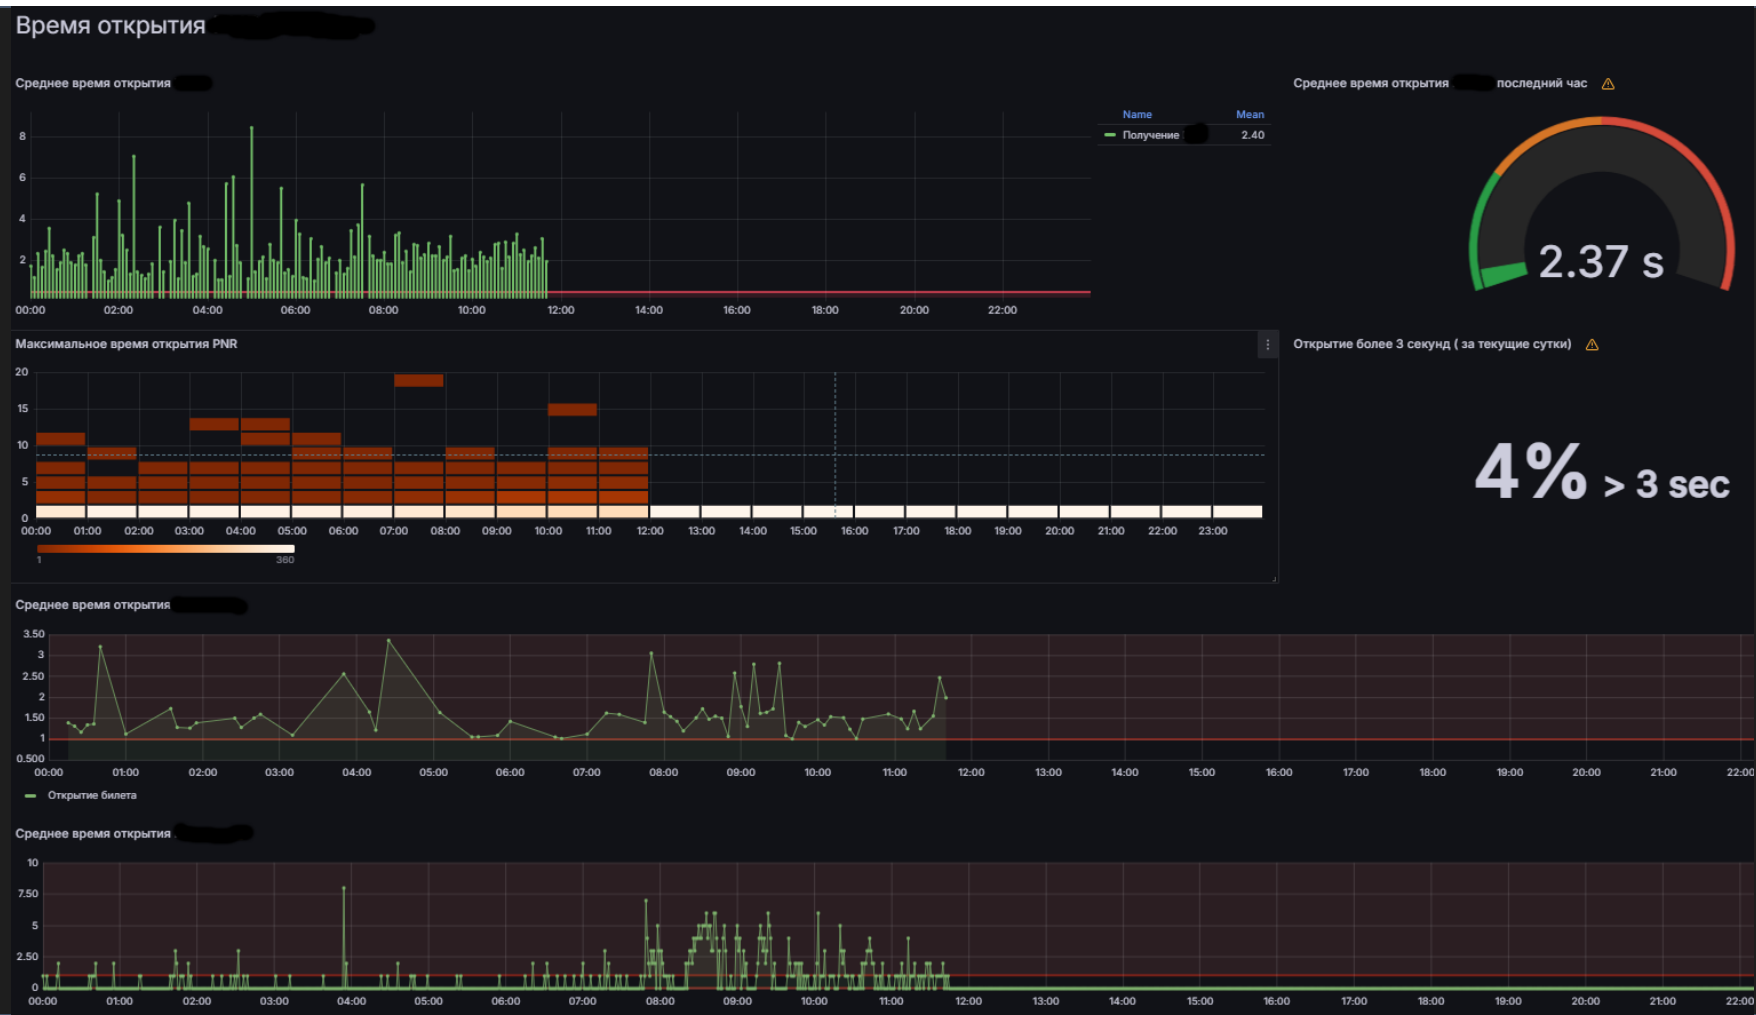 Время открытия
Среднее время открытия
Name Mean
Получение 2.40
8
6
4
2
00:00 02:00 04:00 06:00 08:00 10:00 12:00 14:00 16:00 18:00 20:00 22:00
Среднее время открытия последний час
2.37 s
Максимальное время открытия PNR
20
15
10
5
0
00:00 01:00 02:00 03:00 04:00 05:00 06:00 07:00 08:00 09:00 10:00 11:00 12:00 13:00 14:00 15:00 16:00 17:00 18:00 19:00 20:00 21:00 22:00 23:00
1 360
Открытие более 3 секунд ( за текущие сутки)
4% > 3 sec
Среднее время открытия
3.50
3
2.50
2
1.50
1
0.500
00:00 01:00 02:00 03:00 04:00 05:00 06:00 07:00 08:00 09:00 10:00 11:00 12:00 13:00 14:00 15:00 16:00 17:00 18:00 19:00 20:00 21:00 22:00
Открытие билета
Среднее время открытия
10
7.50
5
2.50
0
00:00 01:00 02:00 03:00 04:00 05:00 06:00 07:00 08:00 09:00 10:00 11:00 12:00 13:00 14:00 15:00 16:00 17:00 18:00 19:00 20:00 21:00 22:00